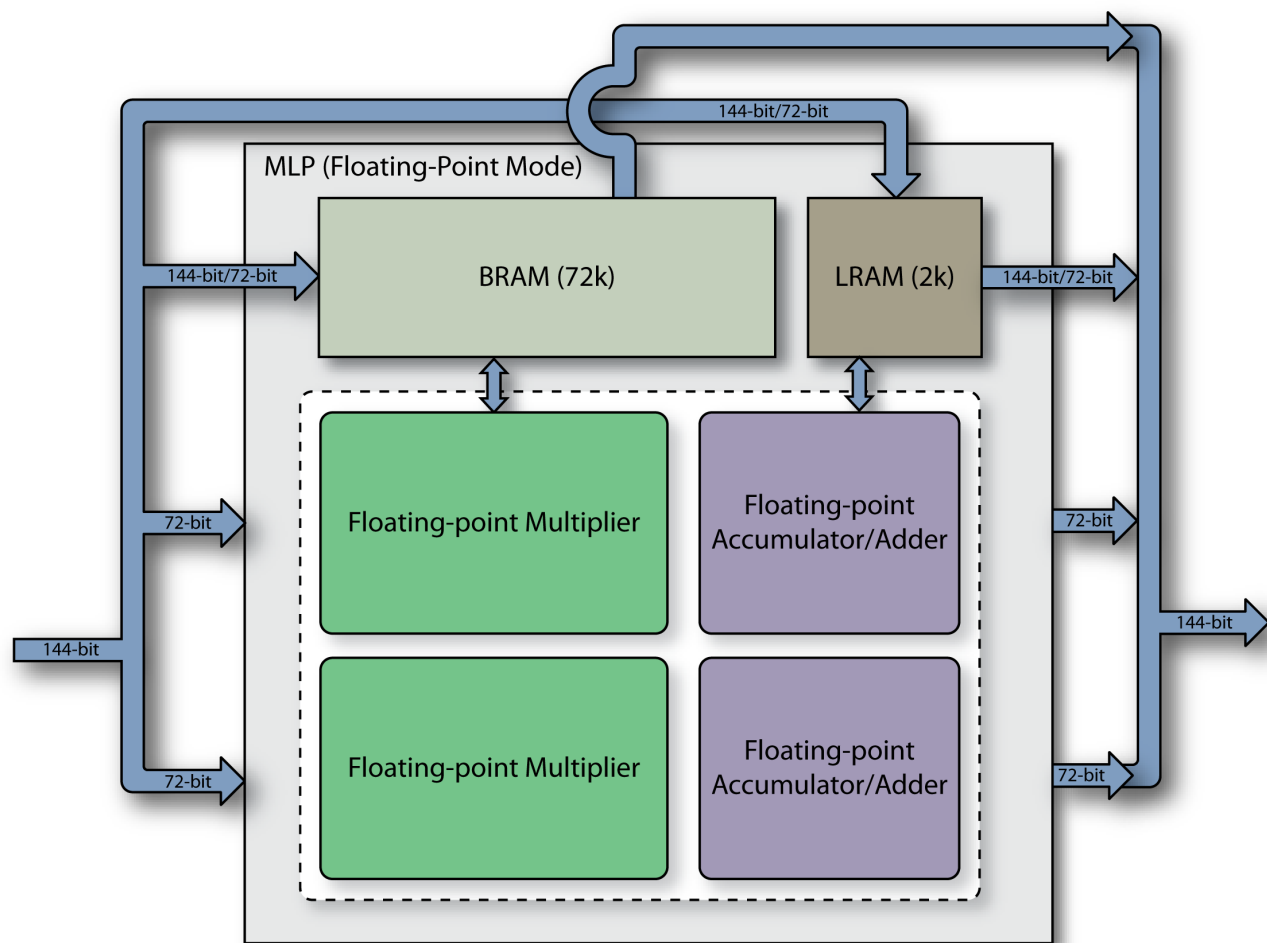 144-bit/72-bit
MLP (Floating-Point Mode)
144-bit/72-bit
BRAM (72k)
LRAM (2k)
144-bit/72-bit
72-bit
Floating-point Multiplier
Floating-point
Accumulator/Adder
72-bit
144-bit
144-bit
72-bit
Floating-point Multiplier
Floating-point
Accumulator/Adder
72-bit